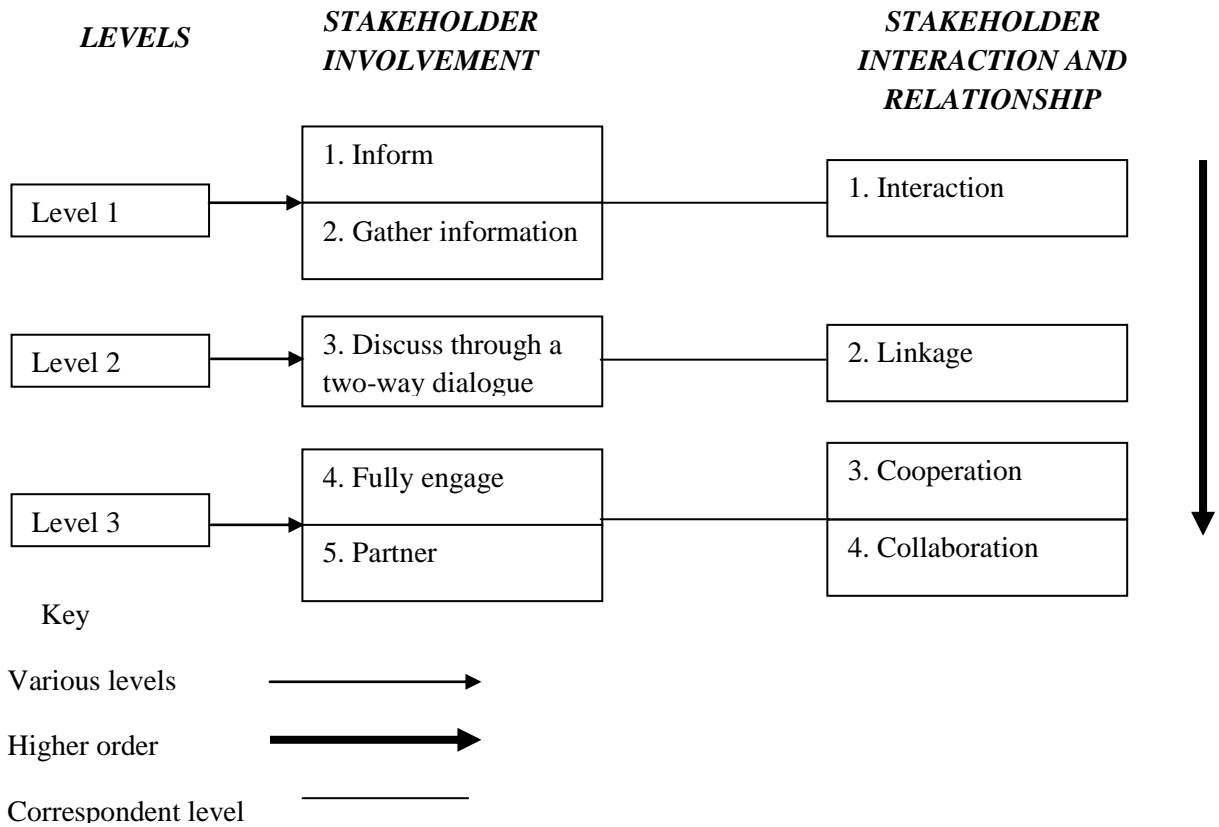 LEVELS
STAKEHOLDER
INVOLVEMENT
STAKEHOLDER
INTERACTION AND
RELATIONSHIP
Level 1
1. Inform
2. Gather information
1. Interaction
Level 2
3. Discuss through a
two-way dialogue
2. Linkage
Level 3
4. Fully engage
5. Partner
3. Cooperation
4. Collaboration
Key
Various levels
Higher order
Correspondent level